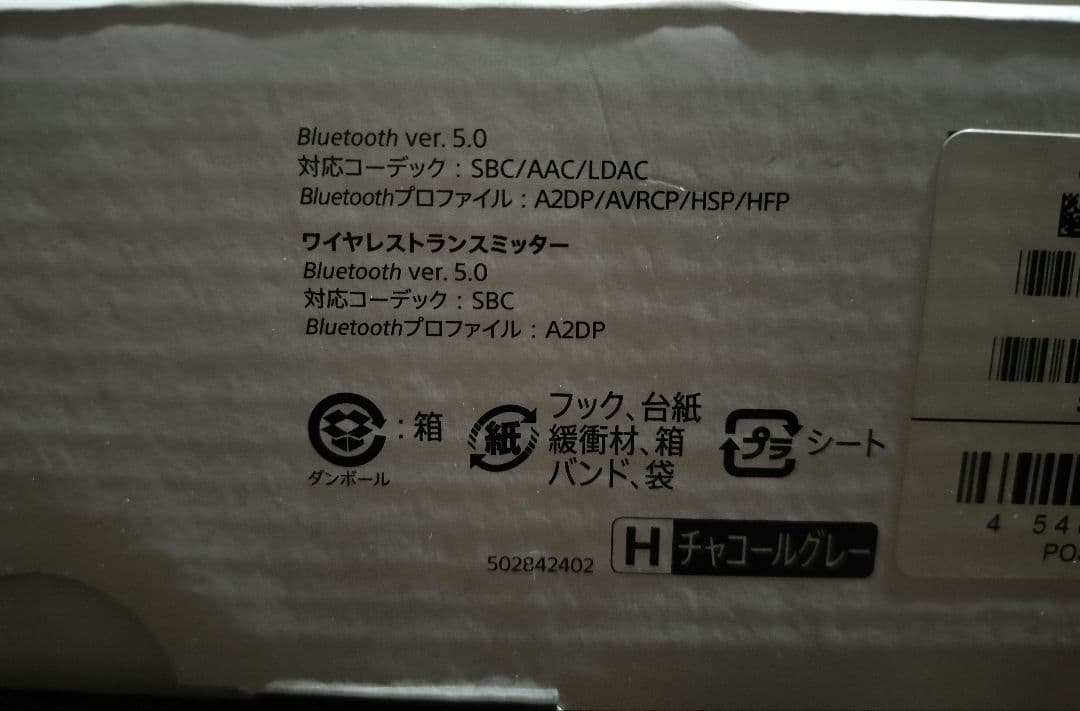 Bluetooth ver. 5.0
対応コーデック：SBC/AAC/LDAC
Bluetoothプロファイル：A2DP/AVRCP/HSP/HFP
ワイヤレストランスミッター
Bluetooth ver. 5.0
対応コーデック：SBC
Bluetoothプロファイル：A2DP
：箱
ダンボール
紙
フック、台紙
緩衝材、箱
バンド、袋
プラ
シート
502842402
H チャコールグレー
4 54
PO